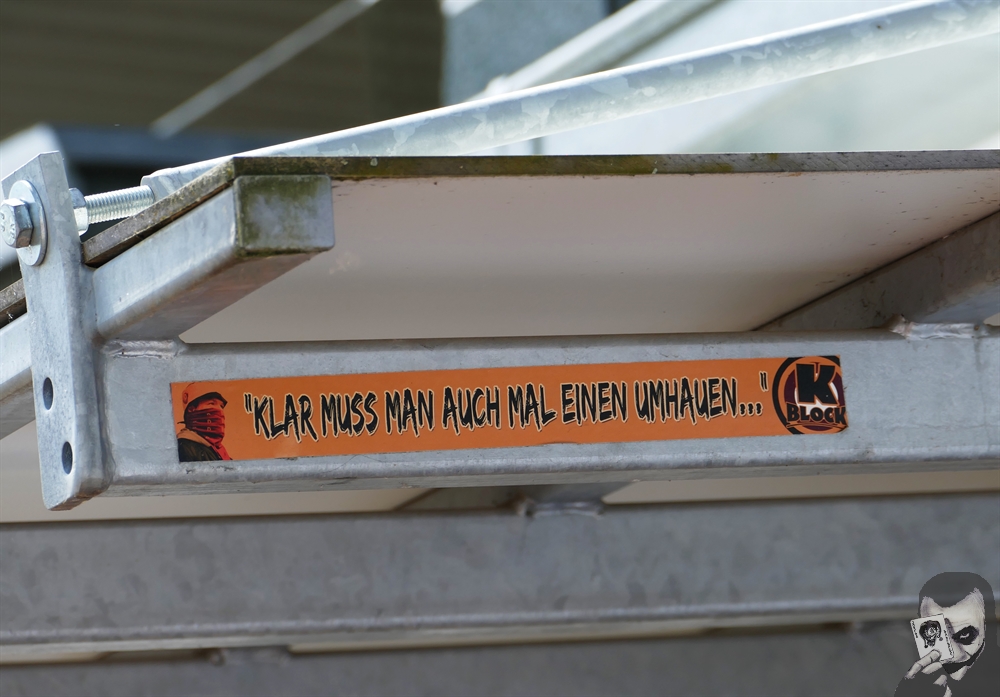 "KLAR MUSS MAN AUCH MAL EINEN UMHAUEN..."
K
BLOCK